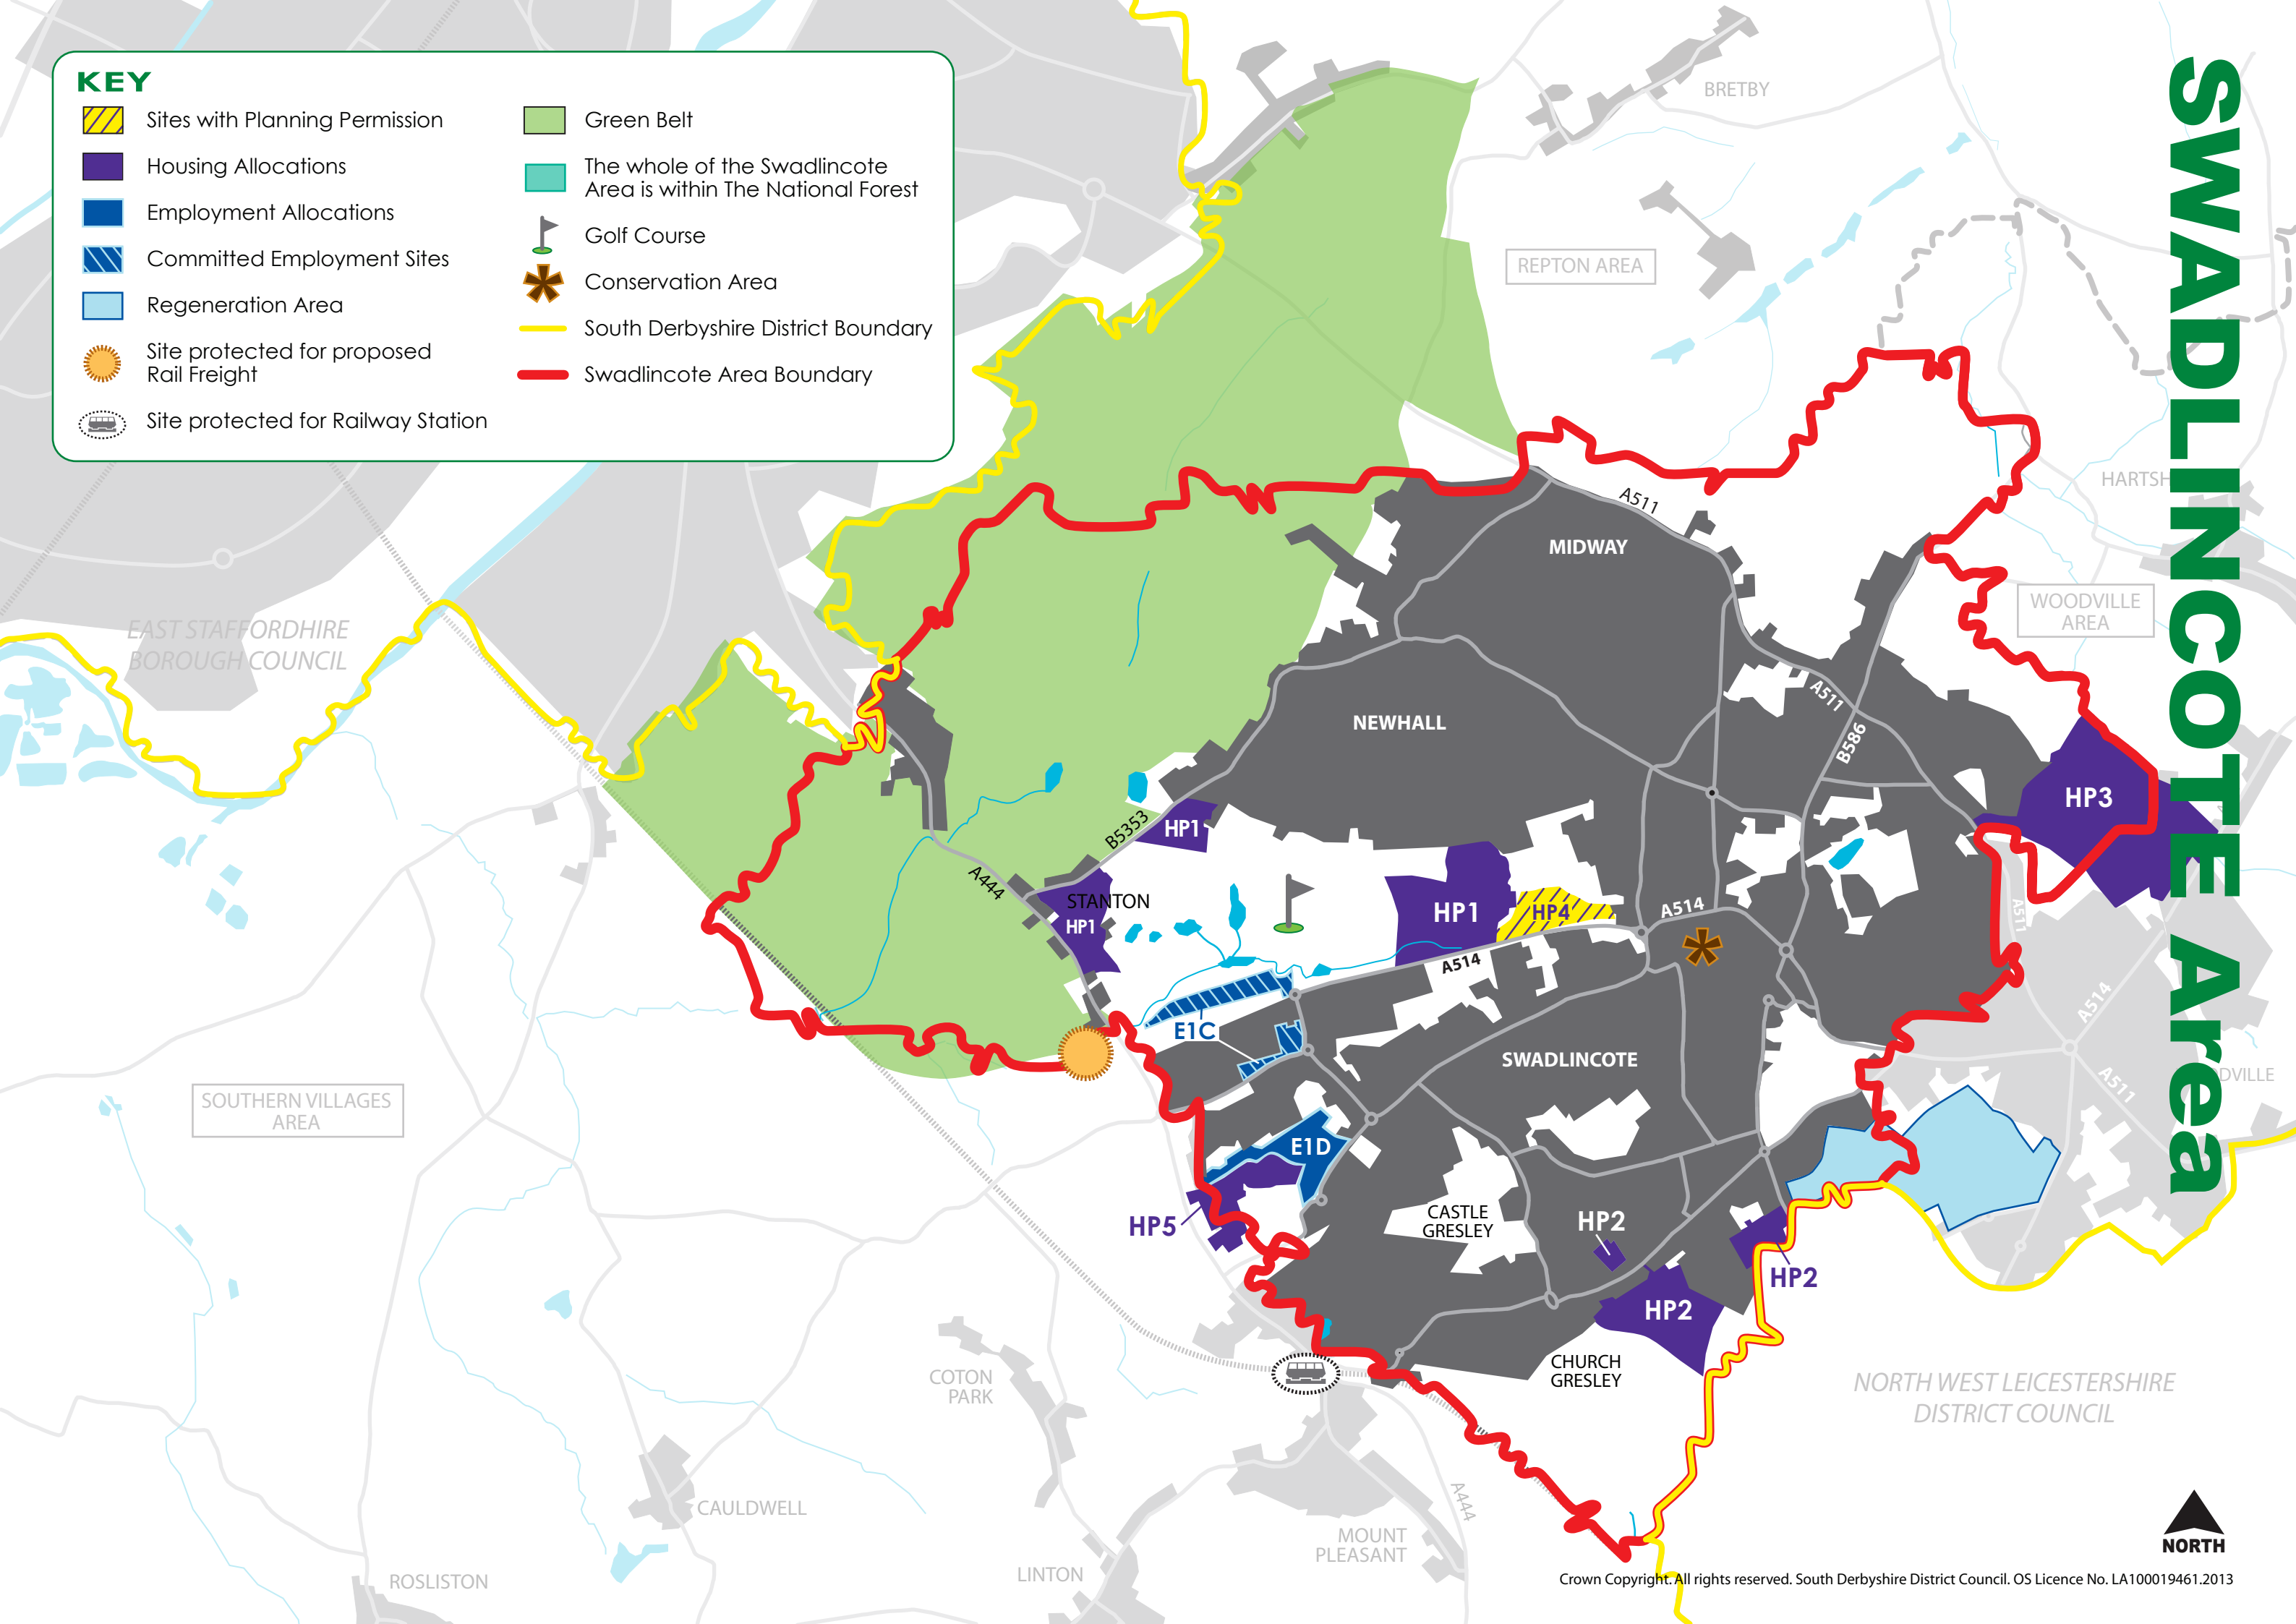 KEY
Sites with Planning Permission
Housing Allocations
Employment Allocations
Committed Employment Sites
Regeneration Area
Site protected for proposed
Rail Freight
Site protected for Railway Station
Green Belt
The whole of the Swadlincote
Area is within The National Forest
Golf Course
Conservation Area
South Derbyshire District Boundary
Swadlincote Area Boundary
SWADLINCOTE Area
BRETBY
REPTON AREA
HARTSH
A511
MIDWAY
WOODVILLE
AREA
EAST STAFFORDHIRE
BOROUGH COUNCIL
A511
NEWHALL
B586
HP3
B5353
HP1
A444
STANTON
HP1
HP1
HP4
A514
A511
A514
A514
E1C
SWADLINCOTE
A511
DVILLE
SOUTHERN VILLAGES
AREA
E1D
HP5
CASTLE
GRESLEY
HP2
HP2
HP2
CHURCH
GRESLEY
COTON
PARK
NORTH WEST LEICESTERSHIRE
DISTRICT COUNCIL
CAULDWELL
A444
MOUNT
PLEASANT
LINTON
ROSLISTON
NORTH
Crown Copyright. All rights reserved. South Derbyshire District Council. OS Licence No. LA100019461.2013